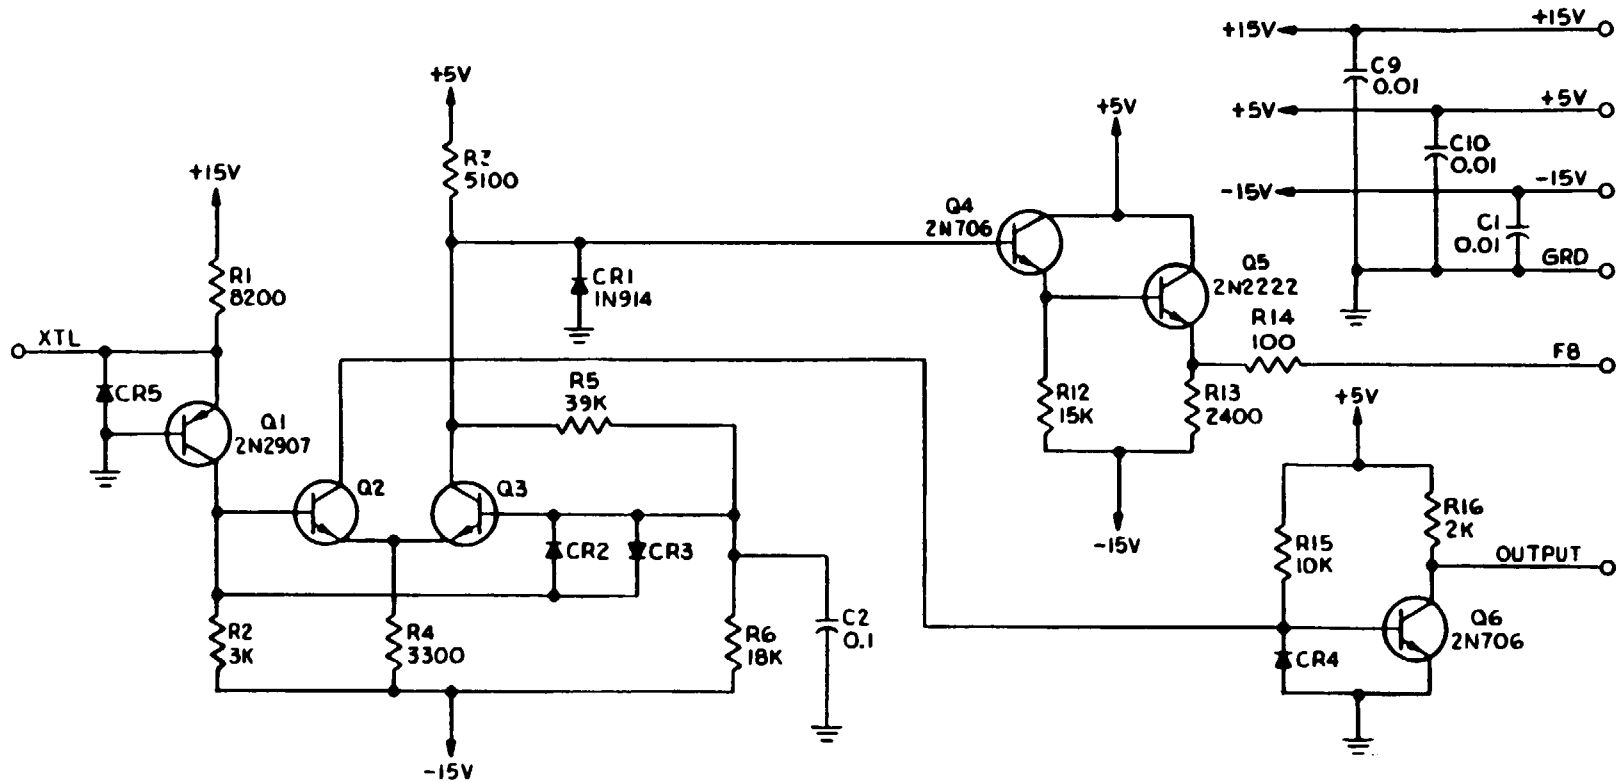 +15V
+15V
C9
0.01
+5V
+5V
+5V
+5V
C10
0.01
R3
5100
+15V
-15V
-15V
C1
0.01
Q4
2N706
GRD
R1
8200
CR1
1N914
Q5
2N2222
R14
100
XTL
FB
CR5
R5
39K
R12
15K
R13
2400
+5V
Q1
2N2907
Q2
Q3
R16
2K
CR2
CR3
-15V
R15
10K
OUTPUT
R2
3K
R4
3300
R6
18K
C2
0.1
Q6
2N706
CR4
-15V